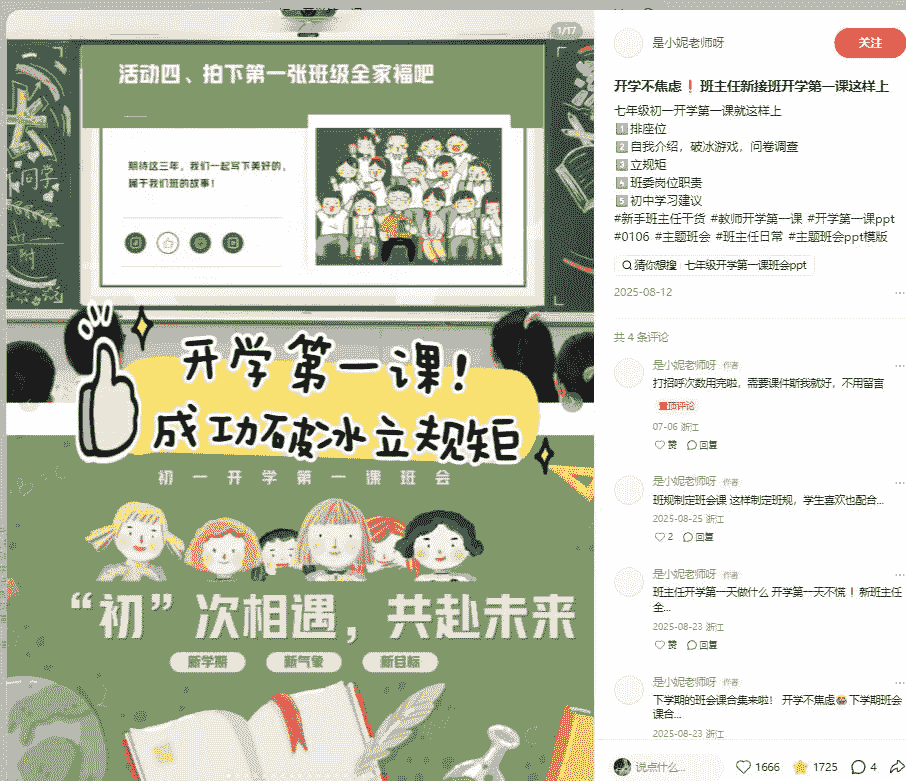 1/17
活动四、拍下第一张班级全家福吧
期待这三年，我们一起写下美好的，
属于我们班的故事！
开学第一课！
成功破冰立规矩
初一开学第一课班会
“初”次相遇，共赴未来
新学期 新气象 新目标
是小妮老师呀
关注
开学不焦虑❗班主任新接班开学第一课这样上
七年级初一开学第一课就这样上
1️⃣ 排座位
2️⃣ 自我介绍，破冰游戏，问卷调查
3️⃣ 立规矩
4️⃣ 班委岗位职责
5️⃣ 初中学习建议
#新手班主任干货 #教师开学第一课 #开学第一课ppt
#0106 #主题班会 #班主任日常 #主题班会ppt模版
猜你想搜 七年级开学第一课班会ppt
2025-08-12
共 4 条评论
是小妮老师呀 作者
打招呼次数用完啦，需要课件斯我就好，不用留言
置顶评论
07-06 浙江
赞 回复
是小妮老师呀 作者
班规制定班会课 这样制定班规，学生喜欢也配合...
2025-08-25 浙江
2 回复
是小妮老师呀 作者
班主任开学第一天做什么 开学第一天不慌！新班主任
全...
2025-08-23 浙江
赞 回复
是小妮老师呀 作者
下学期的班会课合集来啦！ 开学不焦虑😭下学期班会
课合...
2025-08-23 浙江
说点什么...
1666
1725
4